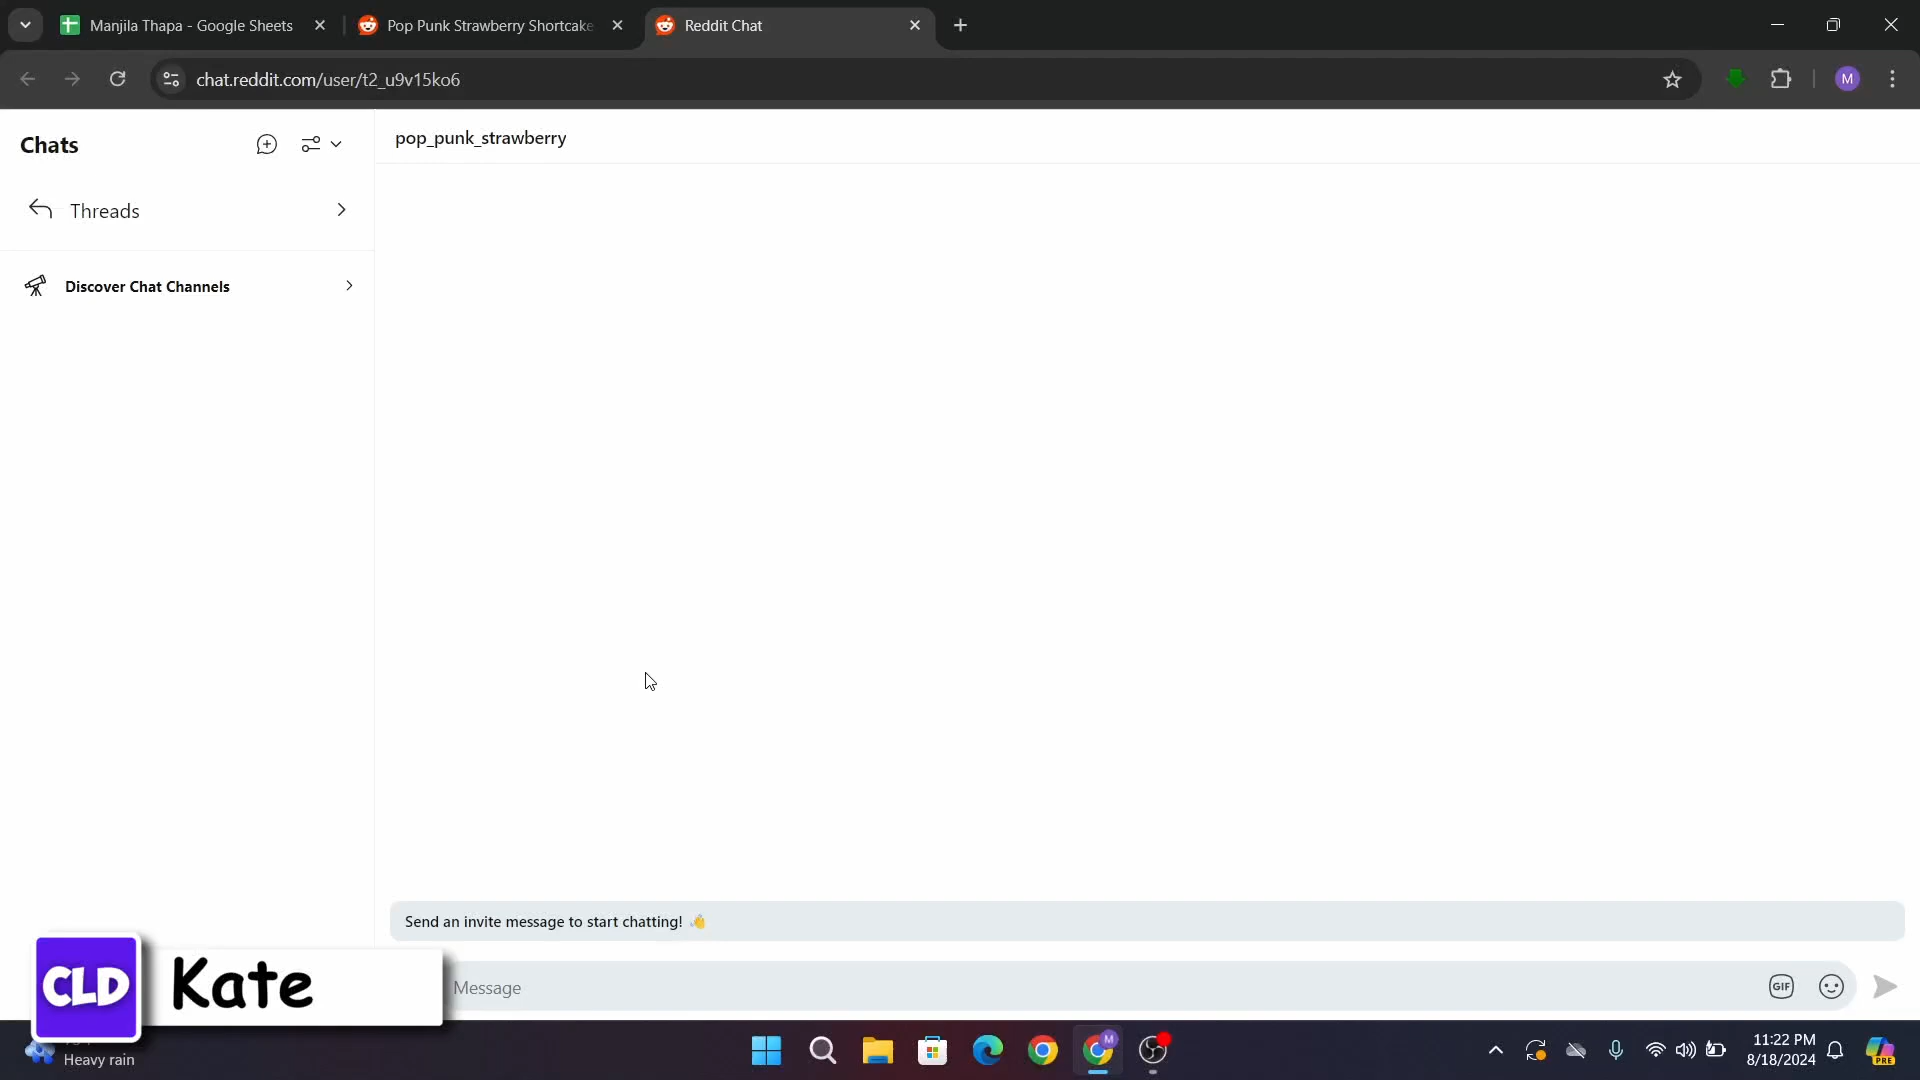 Manjila Thapa - Google Sheets
Pop Punk Strawberry Shortcake
Reddit Chat
chat.reddit.com/user/t2_u9v15ko6
M
Chats
pop_punk_strawberry
Threads
Discover Chat Channels
Send an invite message to start chatting! 👋
CLD
Kate
Message
GIF
Heavy rain
M
11:22 PM
8/18/2024
PRE